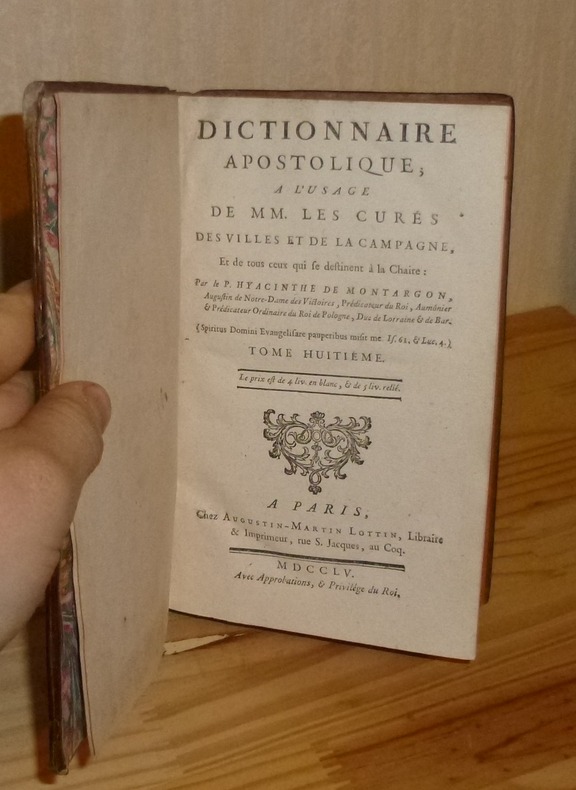 DICTIONNAIRE
APOSTOLIQUE,
A L'USAGE
DE MM. LES CURÉS
DES VILLES ET DE LA CAMPAGNE,
Et de tous ceux qui ſe deſtinent à la Chaire :
Par le P. HYACINTHE DE MONTARGON,
Auguſtin de Notre-Dame des Victoires, Prédicateur du Roi, Aumônier
& Prédicateur Ordinaire du Roi de Pologne, Duc de Lorraine & de Bar.
(Spiritus Domini Evangeliſare pauperibus miſit me. Iſ. 61. & Luc. 4.)
TOME HUITIÉME.
Le prix eſt de 4 liv. en blanc, & de 5 liv. relié.
A PARIS,
Chez AUGUSTIN-MARTIN LOTTIN, Libraire
& Imprimeur, rue S. Jacques, au Coq.
MDCCLV.
Avec Approbations, & Privilége du Roi.